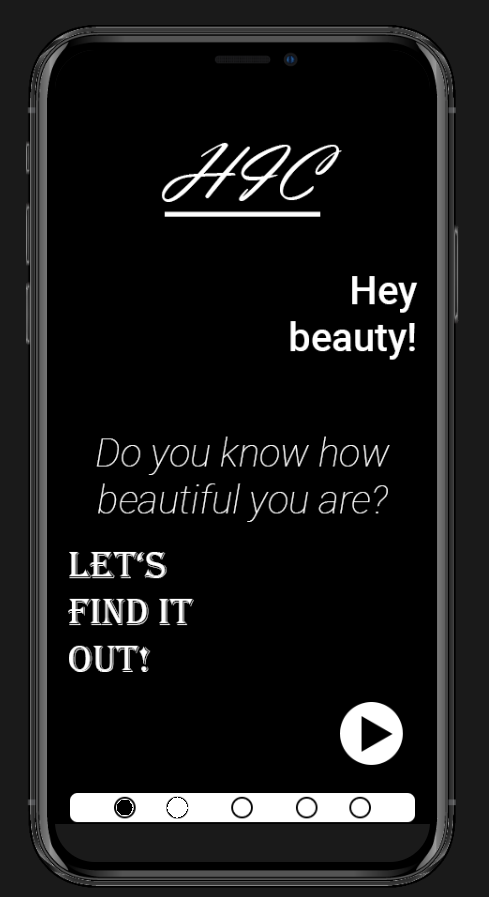 HIC
Hey
beauty!
Do you know how
beautiful you are?
LET‘S
FIND IT
OUT!